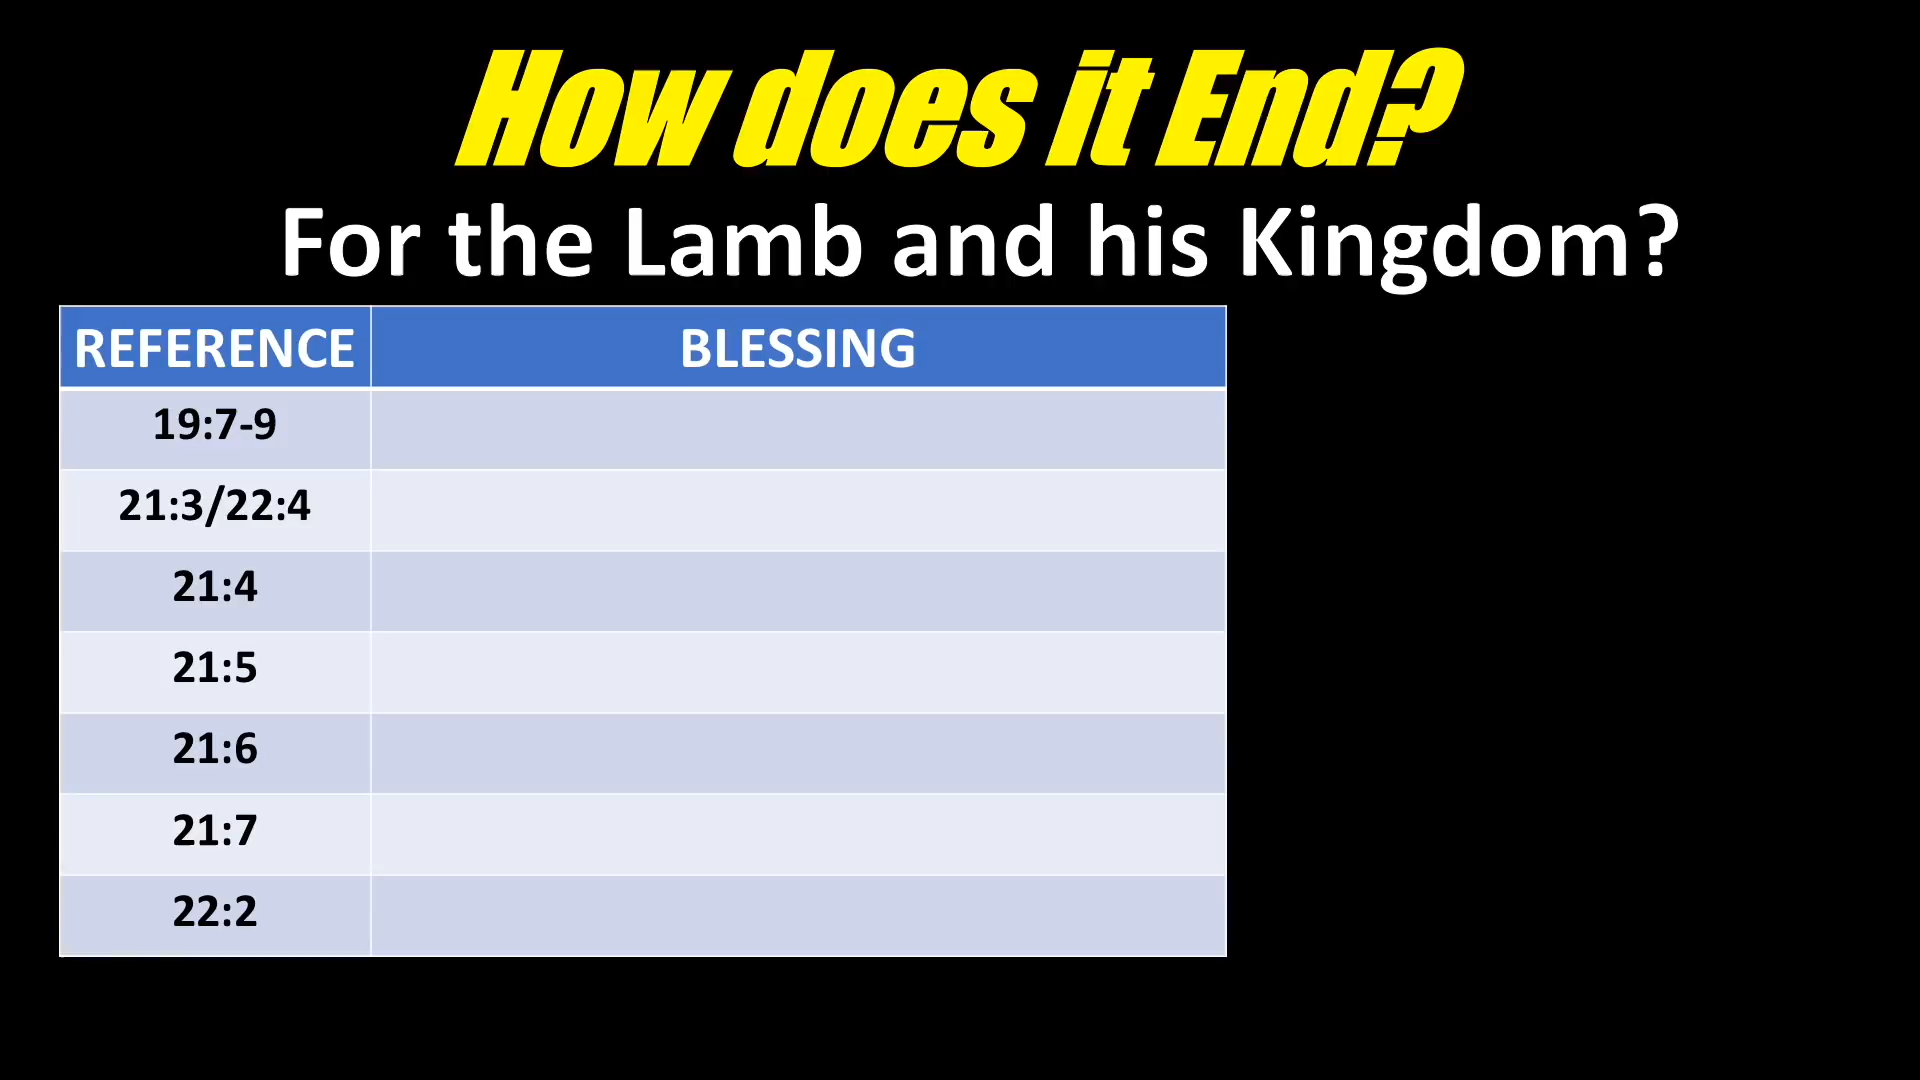 How does it End?
For the Lamb and his Kingdom?
REFERENCE BLESSING
19:7-9
21:3/22:4
21:4
21:5
21:6
21:7
22:2